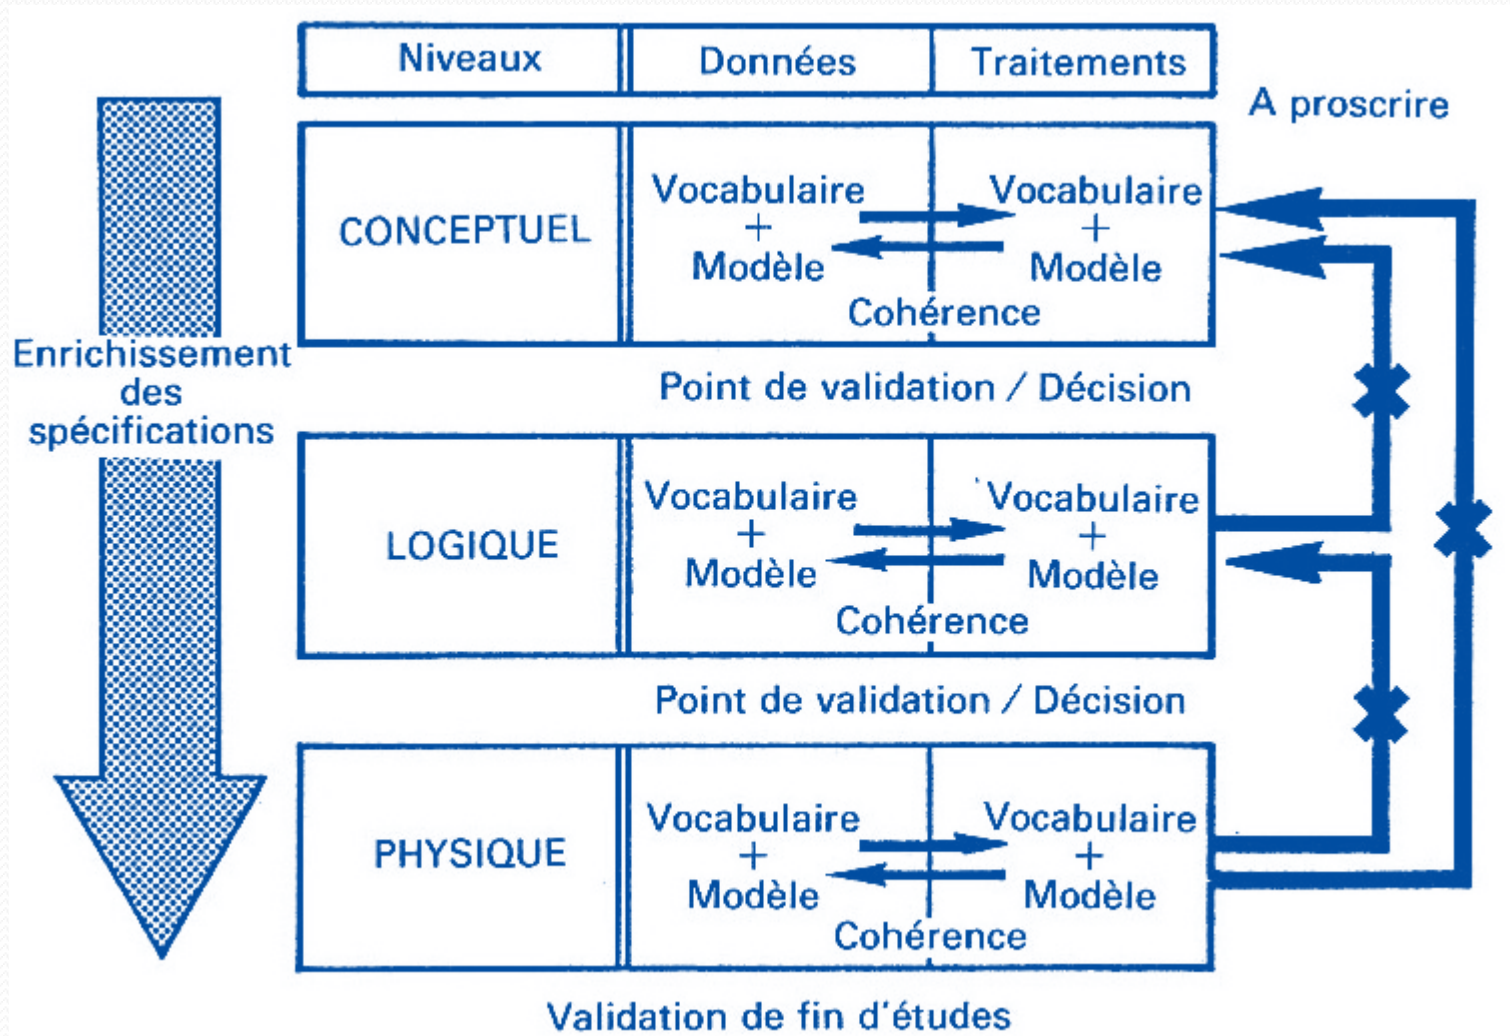 Niveaux Données Traitements
A proscrire
CONCEPTUEL
Vocabulaire
+
Modèle
Vocabulaire
+
Modèle
Cohérence
Enrichissement
des
spécifications
Point de validation / Décision
LOGIQUE
Vocabulaire
+
Modèle
Vocabulaire
+
Modèle
Cohérence
Point de validation / Décision
PHYSIQUE
Vocabulaire
+
Modèle
Vocabulaire
+
Modèle
Cohérence
Validation de fin d'études